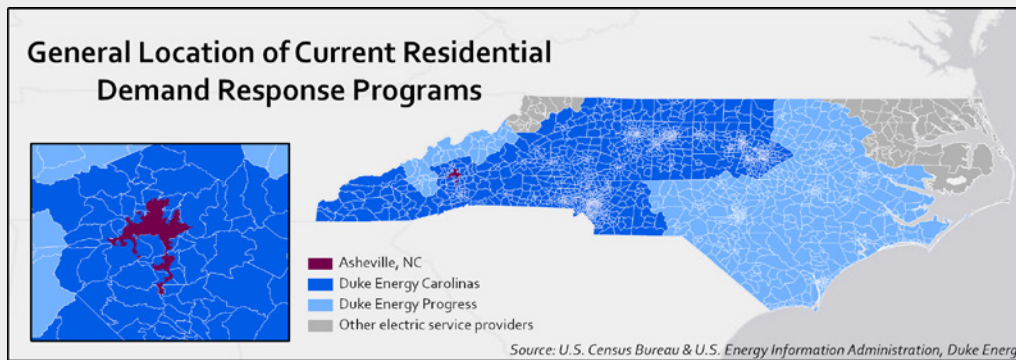 General Location of Current Residential
Demand Response Programs
Asheville, NC
Duke Energy Carolinas
Duke Energy Progress
Other electric service providers
Source: U.S. Census Bureau & U.S. Energy Information Administration, Duke Energ